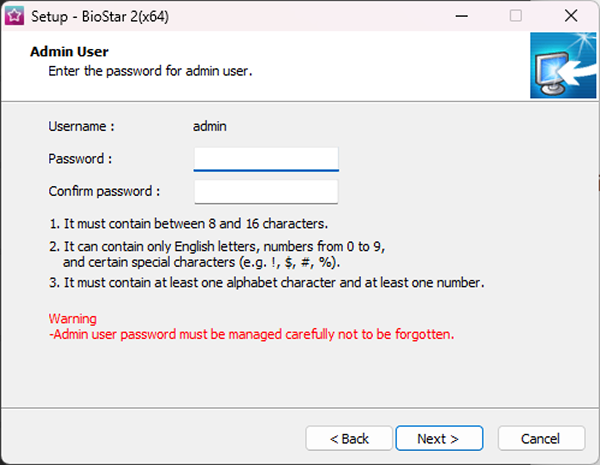 Setup - BioStar 2(x64)
Admin User
Enter the password for admin user.
Username : admin
Password :
Confirm password :
1. It must contain between 8 and 16 characters.
2. It can contain only English letters, numbers from 0 to 9,
and certain special characters (e.g. !, $, #, %).
3. It must contain at least one alphabet character and at least one number.
Warning
-Admin user password must be managed carefully not to be forgotten.
< Back Next > Cancel